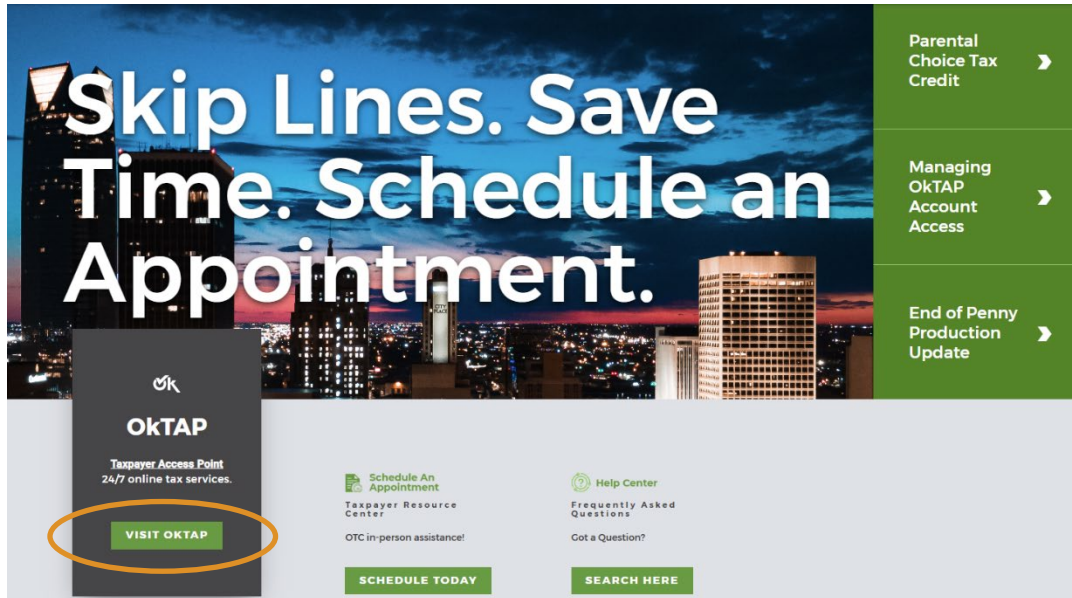 Skip Lines. Save
Time. Schedule an
Appointment.
Parental
Choice Tax
Credit
Managing
OkTAP
Account
Access
End of Penny
Production
Update
CITY
PLACE
OK
OkTAP
Taxpayer Access Point
24/7 online tax services.
VISIT OKTAP
Schedule An
Appointment
Taxpayer Resource
Center
OTC in-person assistance!
SCHEDULE TODAY
Help Center
Frequently Asked
Questions
Got a Question?
SEARCH HERE